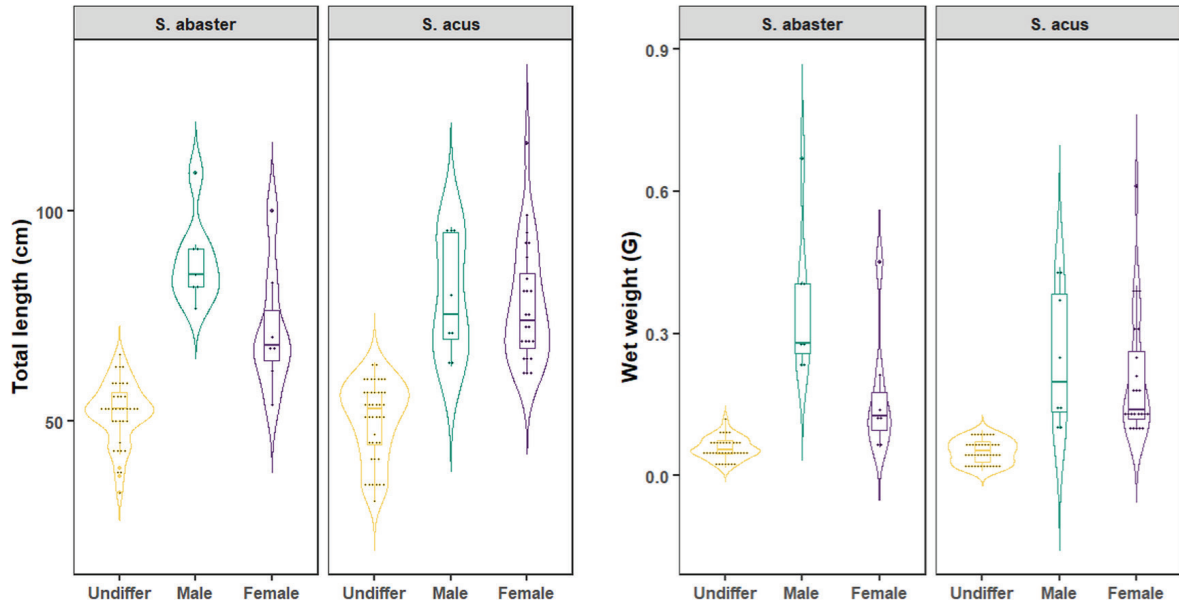 S. abaster
S. acus
Total length (cm)
100
50
Undiffer Male Female
Undiffer Male Female
S. abaster
S. acus
Wet weight (G)
0.9
0.6
0.3
0.0
Undiffer Male Female
Undiffer Male Female